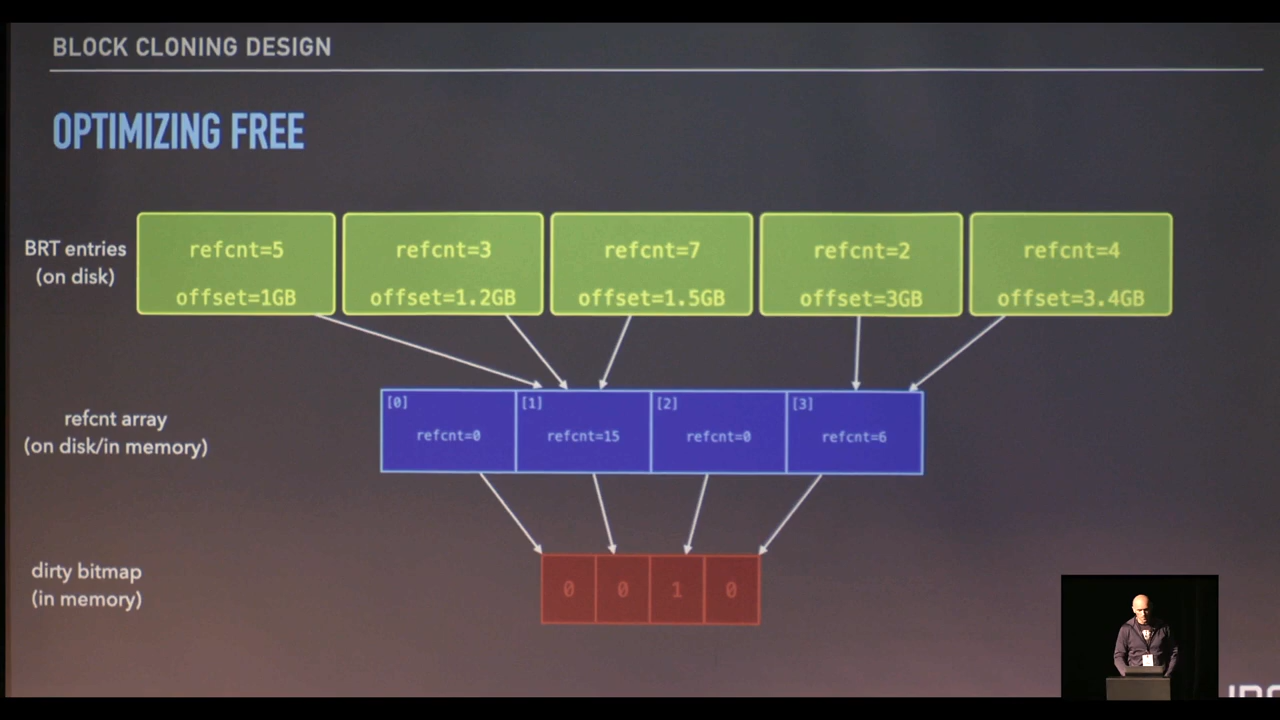 BLOCK CLONING DESIGN
OPTIMIZING FREE
BRT entries
(on disk)
refcnt=5
offset=1GB
refcnt=3
offset=1.2GB
refcnt=7
offset=1.5GB
refcnt=2
offset=3GB
refcnt=4
offset=3.4GB
refcnt array
(on disk/in memory)
[0]
refcnt=0
[1]
refcnt=15
[2]
refcnt=0
[3]
refcnt=6
dirty bitmap
(in memory)
0 0 1 0